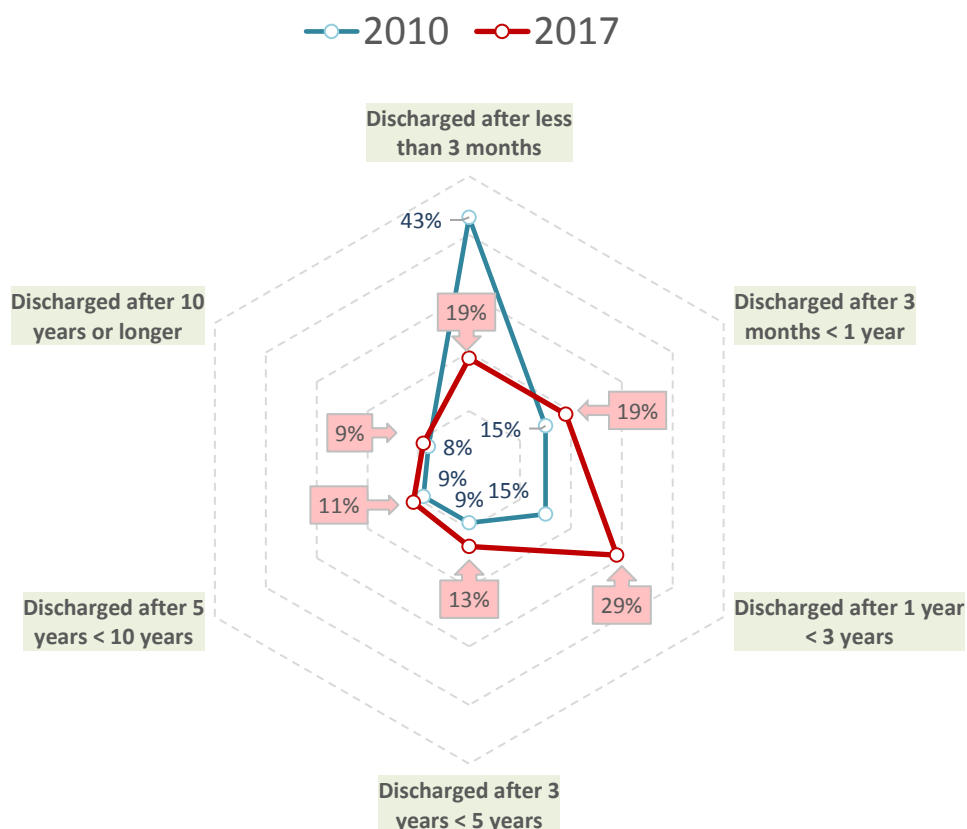 2010 2017
Discharged after less
than 3 months
43%
19%
Discharged after 10
years or longer
Discharged after 3
months < 1 year
19%
15%
9%
8%
9%
9%
15%
11%
13%
29%
Discharged after 5
years < 10 years
Discharged after 1 year
< 3 years
Discharged after 3
years < 5 years